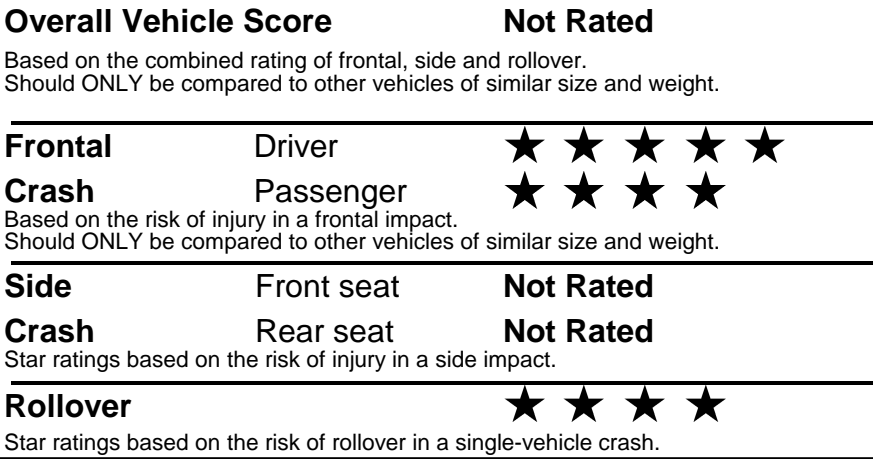 Overall Vehicle Score Not Rated
Based on the combined rating of frontal, side and rollover.
Should ONLY be compared to other vehicles of similar size and weight.
Frontal Driver ★ ★ ★ ★ ★
Crash Passenger ★ ★ ★ ★
Based on the risk of injury in a frontal impact.
Should ONLY be compared to other vehicles of similar size and weight.
Side Front seat Not Rated
Crash Rear seat Not Rated
Star ratings based on the risk of injury in a side impact.
Rollover ★ ★ ★ ★
Star ratings based on the risk of rollover in a single-vehicle crash.